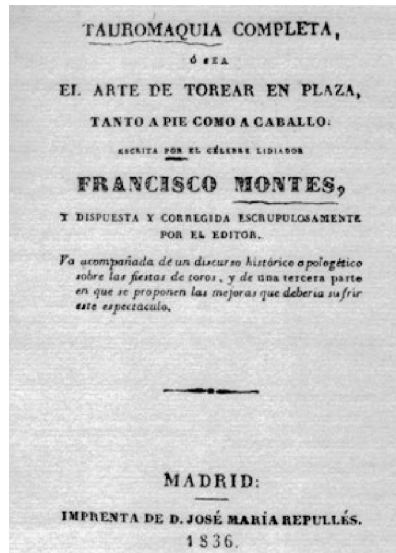 TAUROMAQUIA COMPLETA,
Ó SEA
EL ARTE DE TOREAR EN PLAZA,
TANTO A PIE COMO A CABALLO:
ESCRITA POR EL CÉLEBRE LIDIADOR
FRANCISCO MONTES,
Y DISPUESTA Y CORREGIDA ESCRUPULOSAMENTE
POR EL EDITOR.
Va acompañada de un discurso histórico apologético
sobre las fiestas de toros, y de una tercera parte
en que se proponen las mejoras que deberia sufrir
este espectáculo.
MADRID:
IMPRENTA DE D. JOSÉ MARÍA REPULLÉS.
1836.